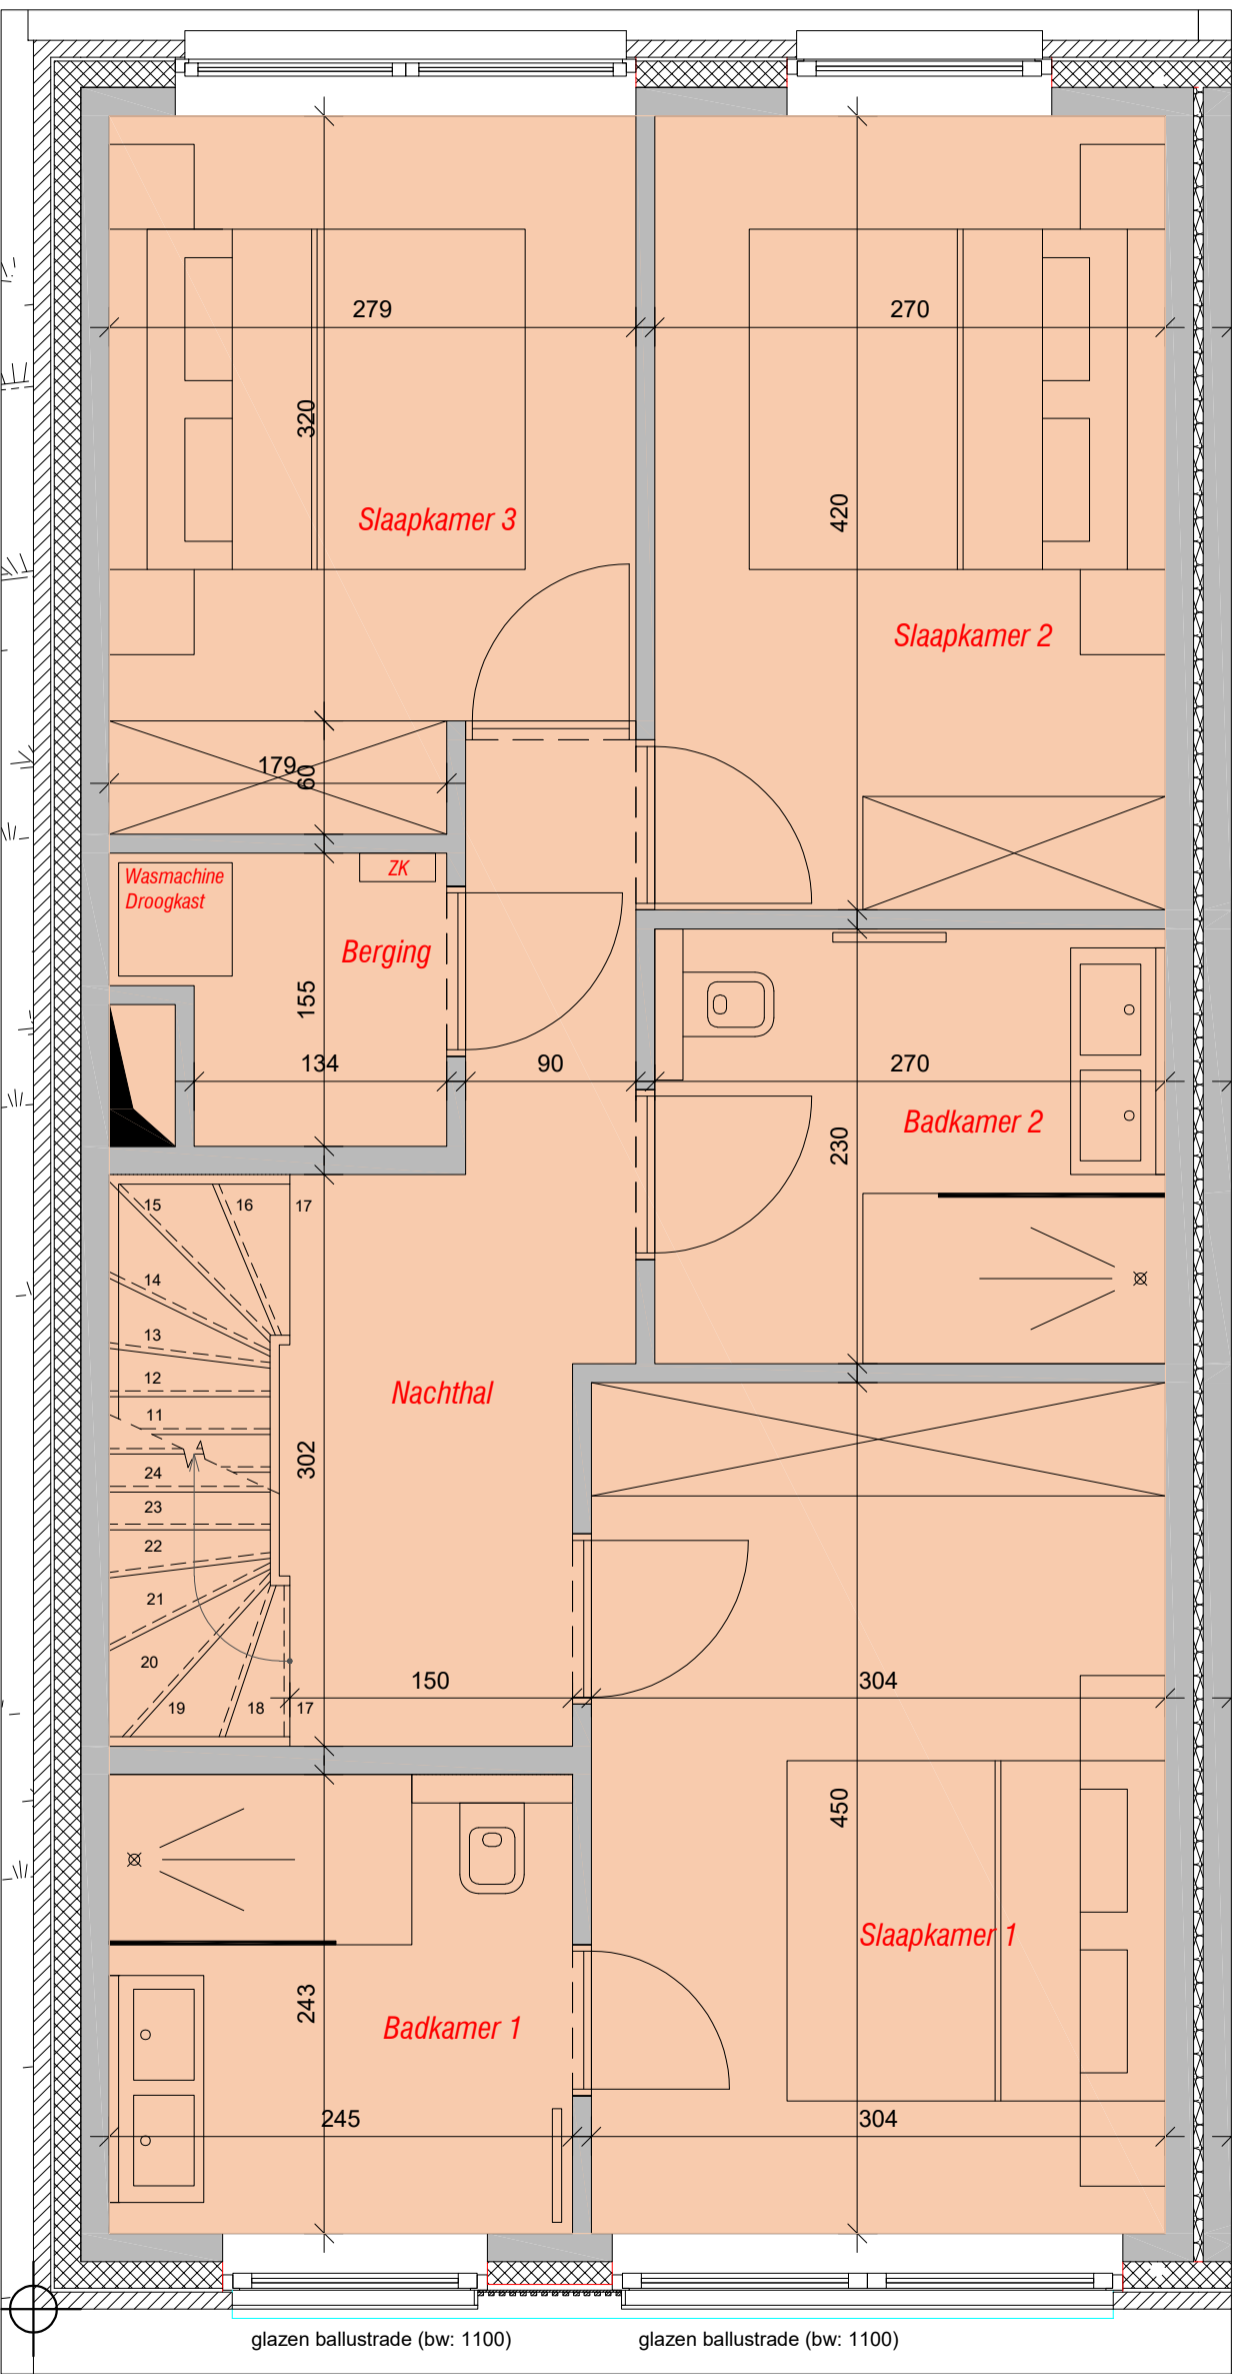 279
270
320
Slaapkamer 3
420
Slaapkamer 2
179
60
Wasmachine
Droogkast
ZK
Berging
155
134
90
270
Badkamer 2
230
15
16
17
14
13
12
11
Nachthal
302
24
23
22
21
20
19
18
17
150
304
450
Slaapkamer 1
243
Badkamer 1
245
304
glazen ballustrade (bw: 1100)
glazen ballustrade (bw: 1100)